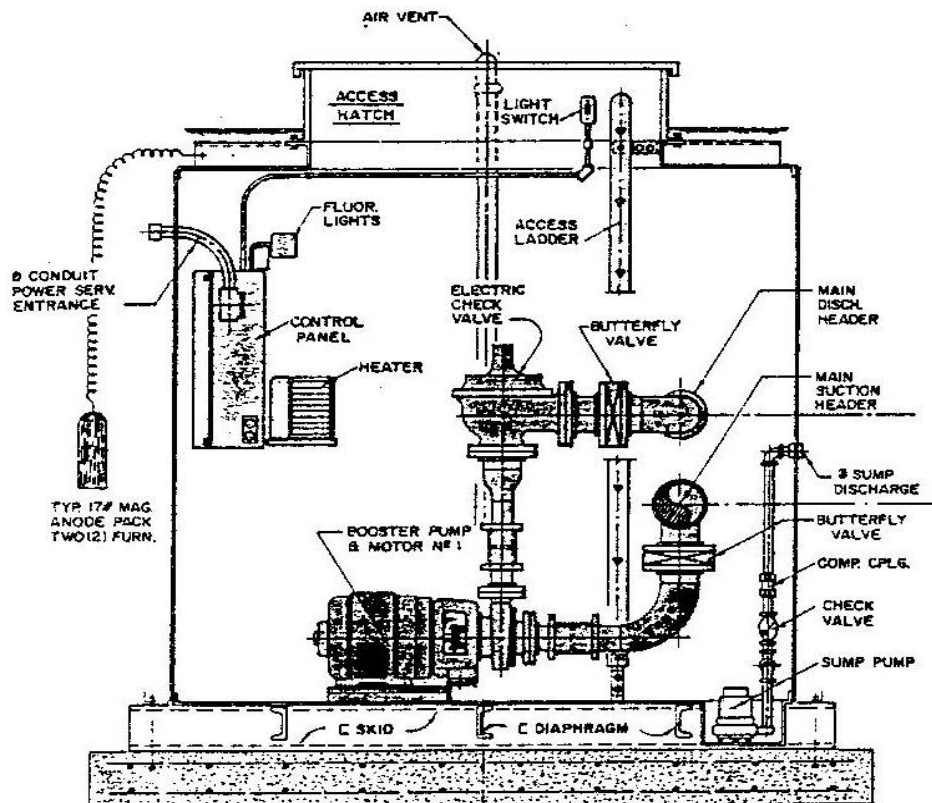 AIR VENT
ACCESS
HATCH
LIGHT
SWITCH
FLUOR.
LIGHTS
ACCESS
LADDER
Ø CONDUIT
POWER SERV.
ENTRANCE
ELECTRIC
CHECK
VALVE
BUTTERFLY
VALVE
MAIN
DISCH.
HEADER
CONTROL
PANEL
HEATER
MAIN
SUCTION
HEADER
TYP. 17# MAG.
ANODE PACK
TWO (2) FURN.
BOOSTER PUMP
& MOTOR Nº 1
SUMP
DISCHARGE
BUTTERFLY
VALVE
COMP. CPLG.
CHECK
VALVE
SUMP PUMP
C SKID
C DIAPHRAGM